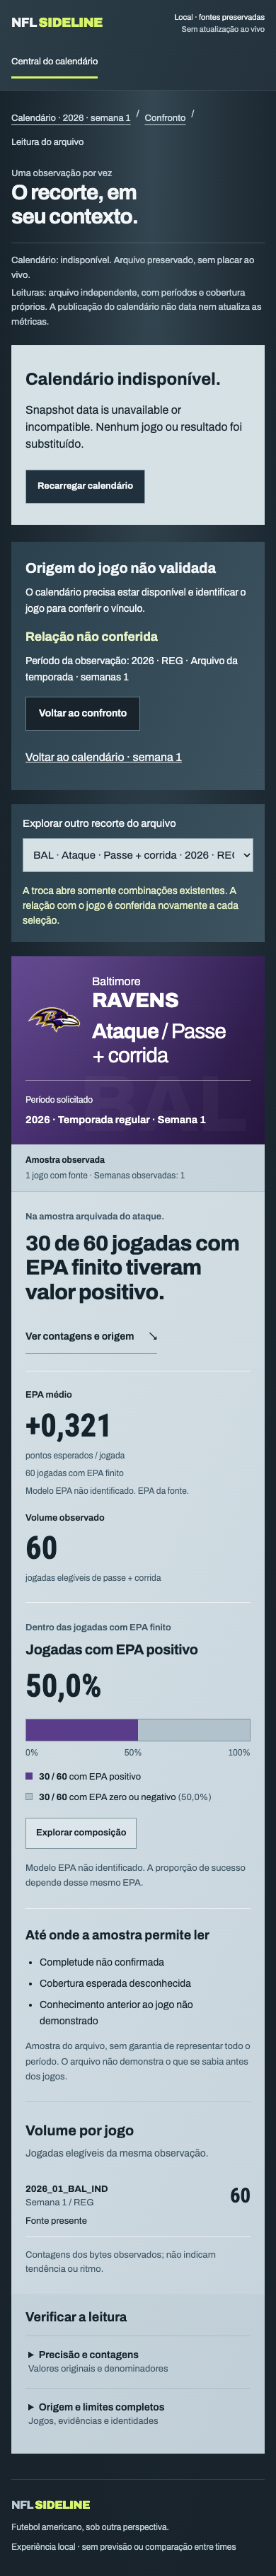 NFL SIDELINE
Local · fontes preservadas
Sem atualização ao vivo
Central do calendário
Calendário · 2026 · semana 1 / Confronto /
Leitura do arquivo
Uma observação por vez
O recorte, em
seu contexto.
Calendário: indisponível. Arquivo preservado, sem placar ao
vivo.
Leituras: arquivo independente, com períodos e cobertura
próprios. A publicação do calendário não data nem atualiza as
métricas.
Calendário indisponível.
Snapshot data is unavailable or
incompatible. Nenhum jogo ou resultado foi
substituído.
Recarregar calendário
Origem do jogo não validada
O calendário precisa estar disponível e identificar o
jogo para conferir o vínculo.
Relação não conferida
Período da observação: 2026 · REG · Arquivo da
temporada · semanas 1
Voltar ao confronto
Voltar ao calendário · semana 1
Explorar outro recorte do arquivo
BAL · Ataque · Passe + corrida · 2026 · REG
A troca abre somente combinações existentes. A
relação com o jogo é conferida novamente a cada
seleção.
Baltimore
RAVENS
Ataque / Passe
+ corrida
BAL
Período solicitado
2026 · Temporada regular · Semana 1
Amostra observada
1 jogo com fonte · Semanas observadas: 1
Na amostra arquivada do ataque.
30 de 60 jogadas com
EPA finito tiveram
valor positivo.
Ver contagens e origem ↘
EPA médio
+0,321
pontos esperados / jogada
60 jogadas com EPA finito
Modelo EPA não identificado. EPA da fonte.
Volume observado
60
jogadas elegíveis de passe + corrida
Dentro das jogadas com EPA finito
Jogadas com EPA positivo
50,0%
0% 50% 100%
30 / 60 com EPA positivo
30 / 60 com EPA zero ou negativo (50,0%)
Explorar composição
Modelo EPA não identificado. A proporção de sucesso
depende desse mesmo EPA.
Até onde a amostra permite ler
• Completude não confirmada
• Cobertura esperada desconhecida
• Conhecimento anterior ao jogo não
demonstrado
Amostra do arquivo, sem garantia de representar todo o
período. O arquivo não demonstra o que se sabia antes
dos jogos.
Volume por jogo
Jogadas elegíveis da mesma observação.
2026_01_BAL_IND
60
Semana 1 / REG
Fonte presente
Contagens dos bytes observados; não indicam
tendência ou ritmo.
Verificar a leitura
▶ Precisão e contagens
Valores originais e denominadores
▶ Origem e limites completos
Jogos, evidências e identidades
NFL SIDELINE
Futebol americano, sob outra perspectiva.
Experiência local · sem previsão ou comparação entre times